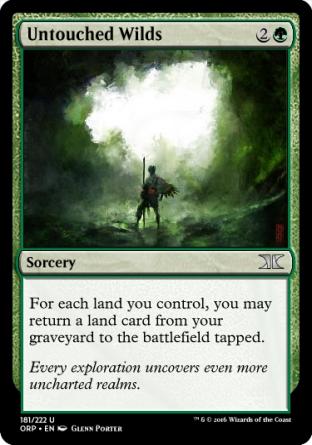 Untouched Wilds 2
Sorcery
For each land you control, you may
return a land card from your
graveyard to the battlefield tapped.
Every exploration uncovers even more
uncharted realms.
181/222 U
ORP • EN Glenn Porter
™ & © 2016 Wizards of the Coast